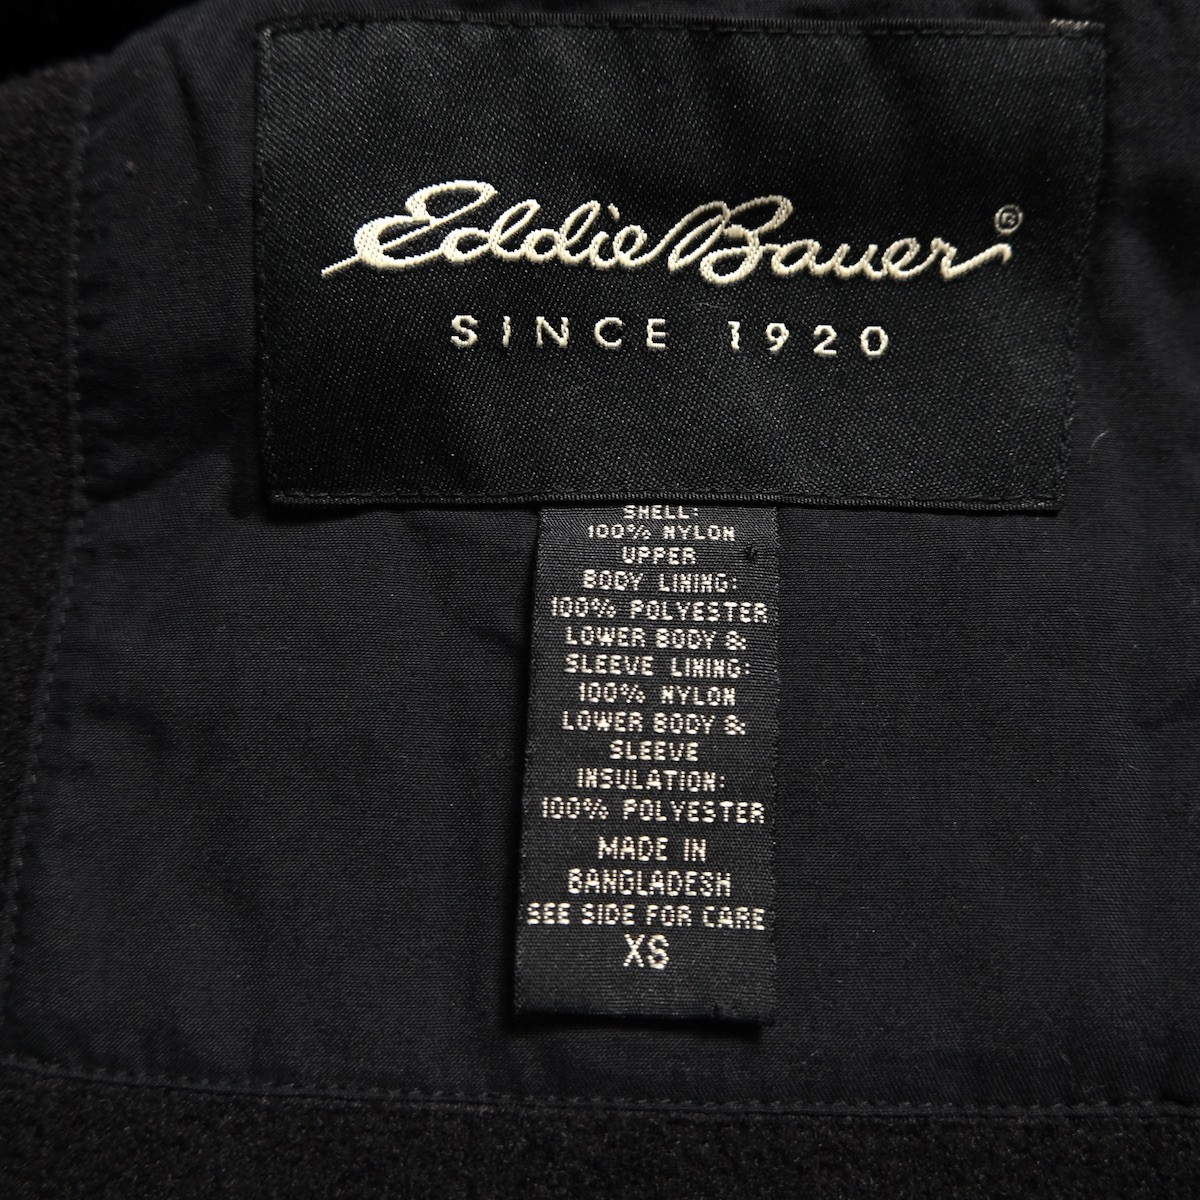 Eddie Bauer®
SINCE 1920
SHELL:
100% NYLON
UPPER
BODY LINING:
100% POLYESTER
LOWER BODY &
SLEEVE LINING:
100% NYLON
LOWER BODY &
SLEEVE
INSULATION:
100% POLYESTER
MADE IN
BANGLADESH
SEE SIDE FOR CARE
XS